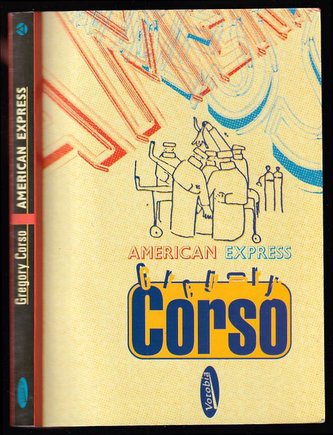 Gregory Corso AMERICAN EXPRESS
AMERICAN EXPRESS
Gregory
Corso
Votobia